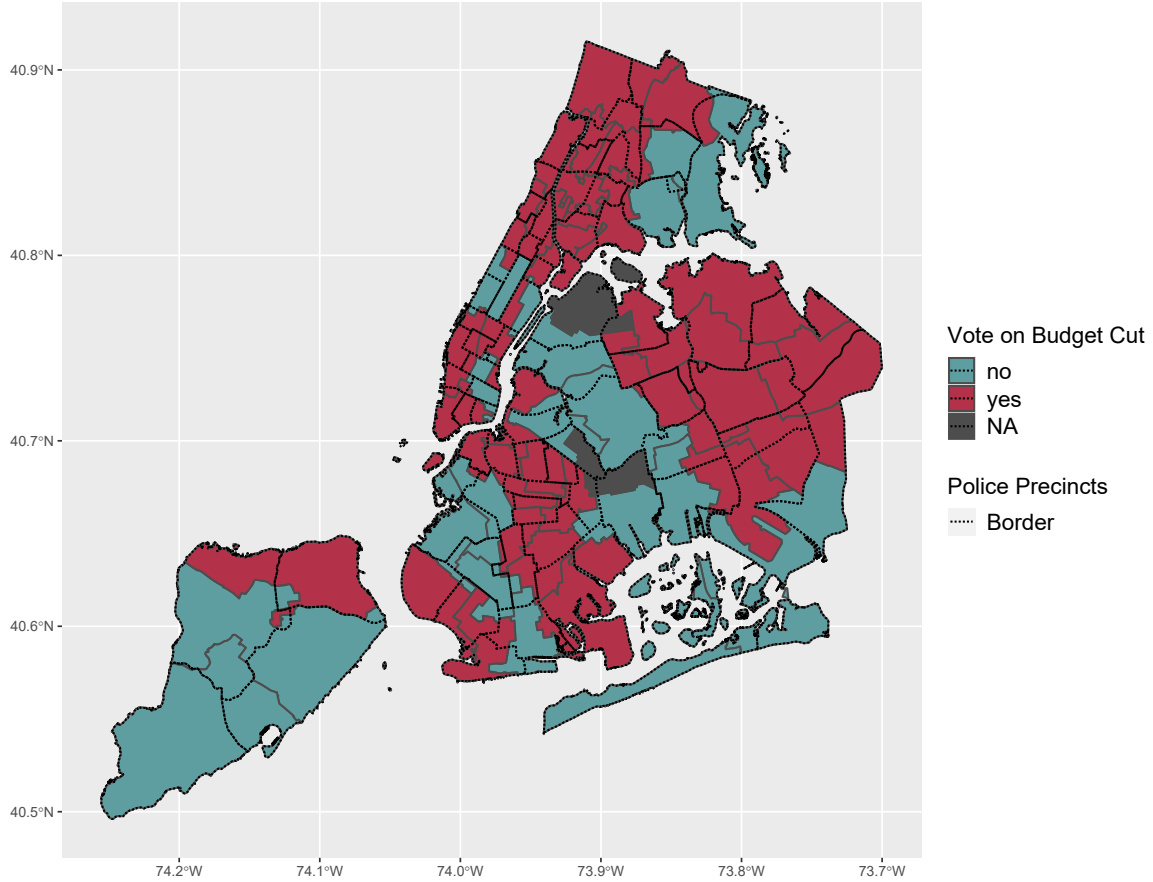 40.9°N
40.8°N
40.7°N
40.6°N
40.5°N
74.2°W
74.1°W
74.0°W
73.9°W
73.8°W
73.7°W
Vote on Budget Cut
no
yes
NA
Police Precincts
Border